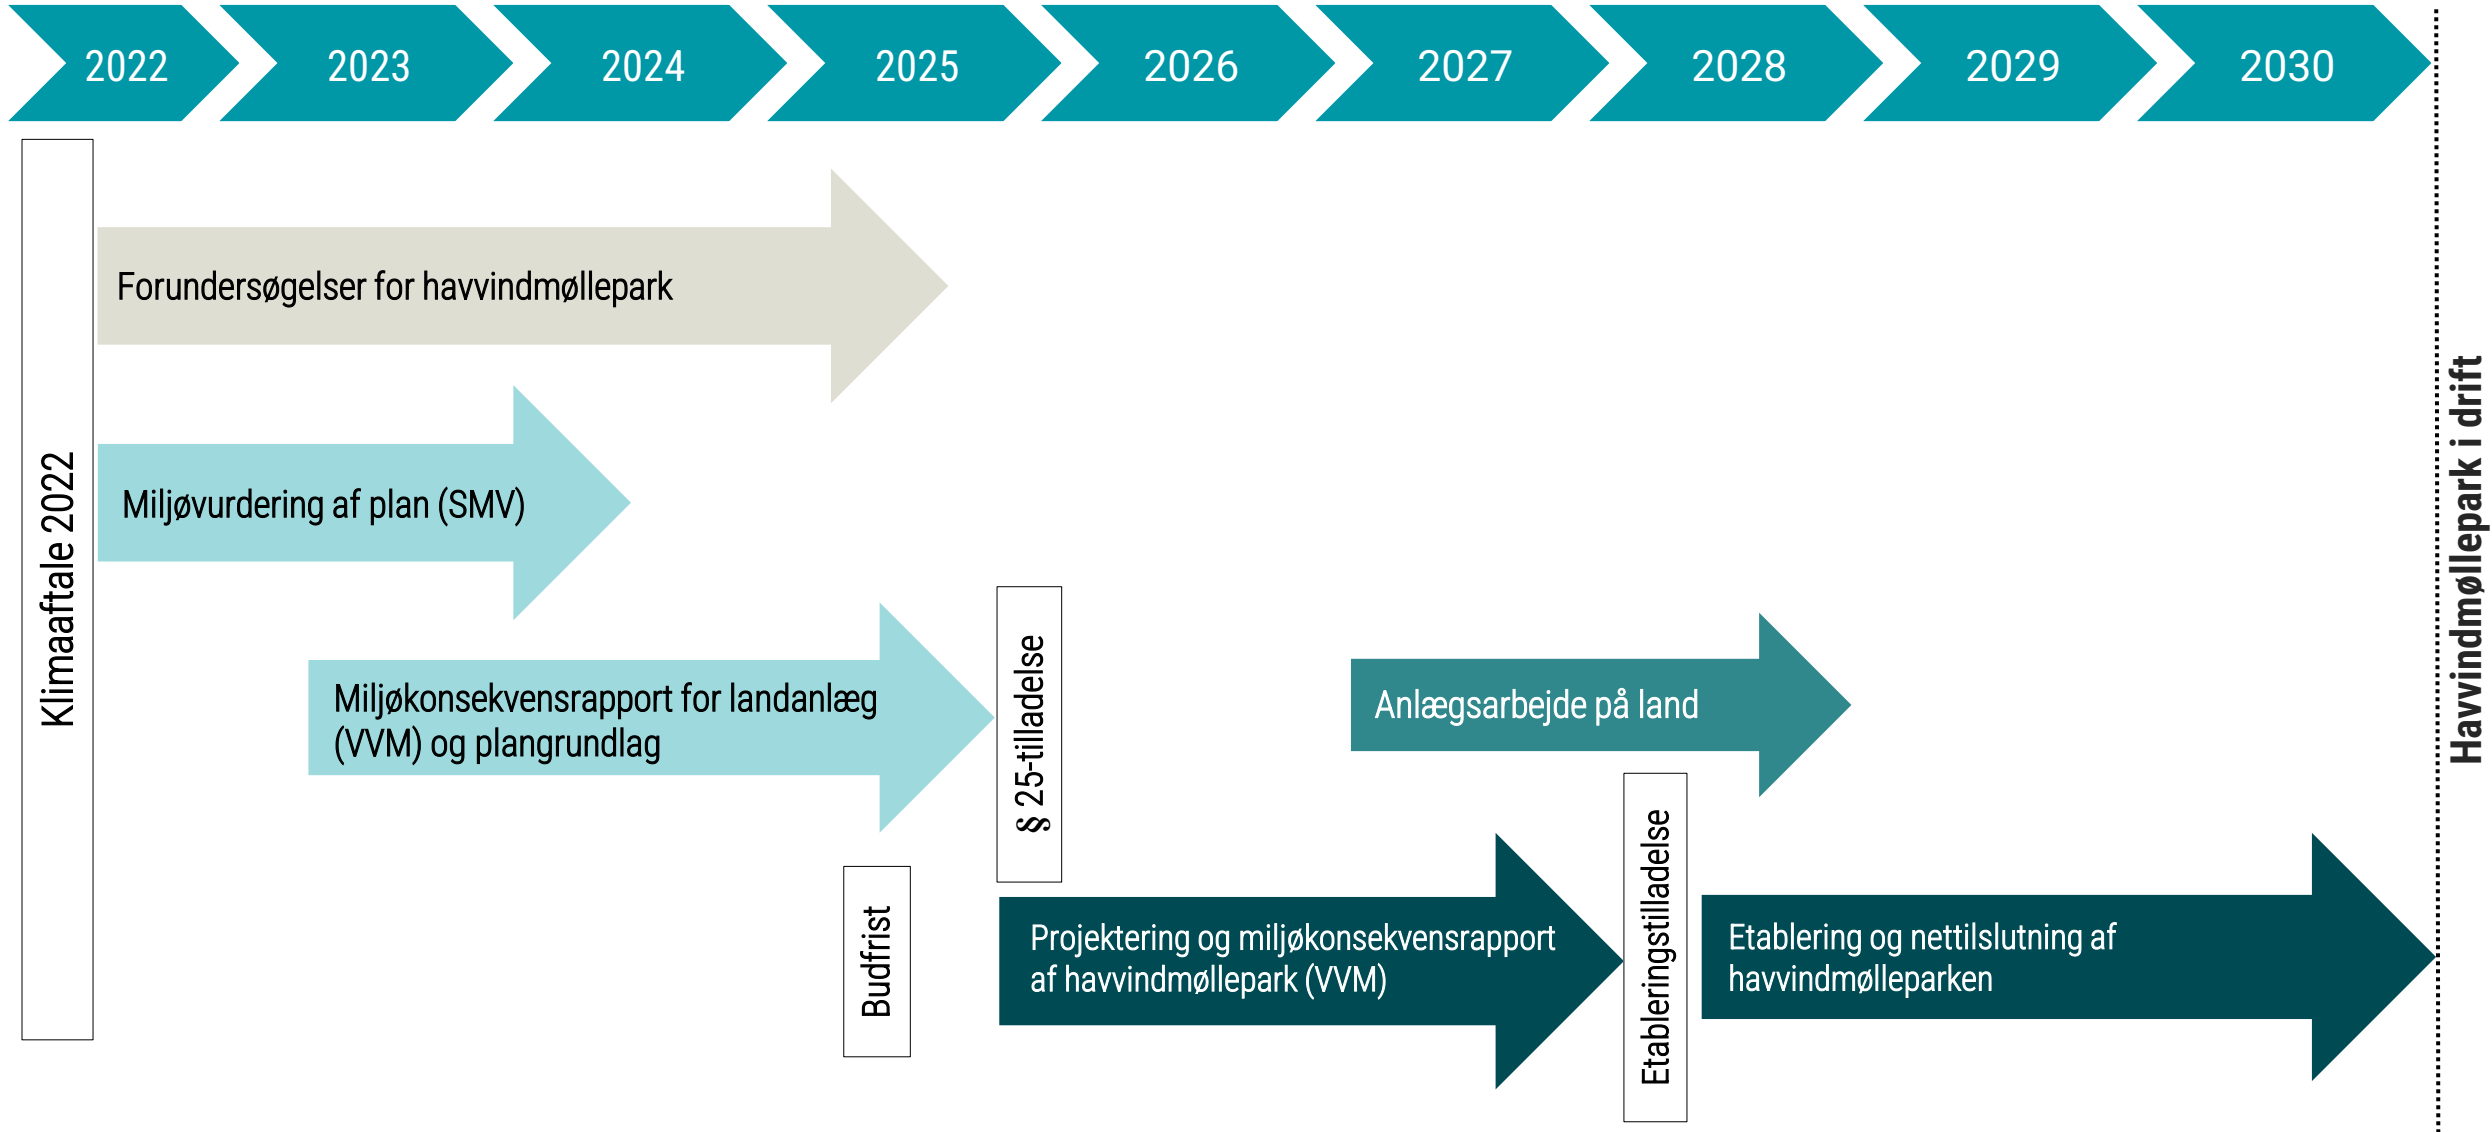 2022
2023
2024
2025
2026
2027
2028
2029
2030
Klimaaftale 2022
Forundersøgelser for havvindmøllepark
Miljøvurdering af plan (SMV)
Miljøkonsekvensrapport for landanlæg
(VVM) og plangrundlag
§ 25-tilladelse
Anlægsarbejde på land
Budfrist
Projektering og miljøkonsekvensrapport
af havvindmøllepark (VVM)
Etableringstilladelse
Etablering og nettilslutning af
havvindmølleparken
Havvindmøllepark i drift